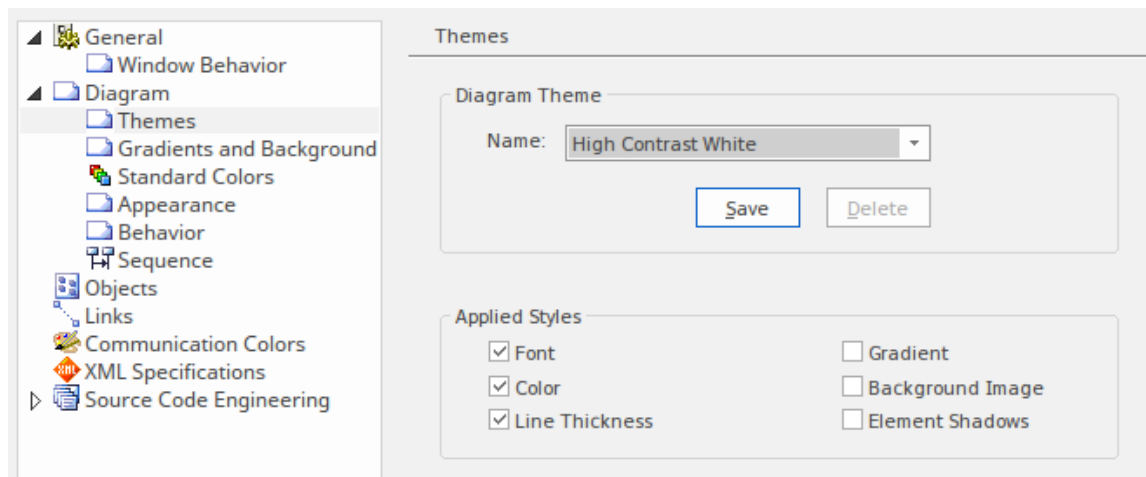 General
Window Behavior
Diagram
Themes
Gradients and Background
Standard Colors
Appearance
Behavior
Sequence
Objects
Links
Communication Colors
XML Specifications
Source Code Engineering
Themes
Diagram Theme
Name: High Contrast White
Save Delete
Applied Styles
Font Gradient
Color Background Image
Line Thickness Element Shadows